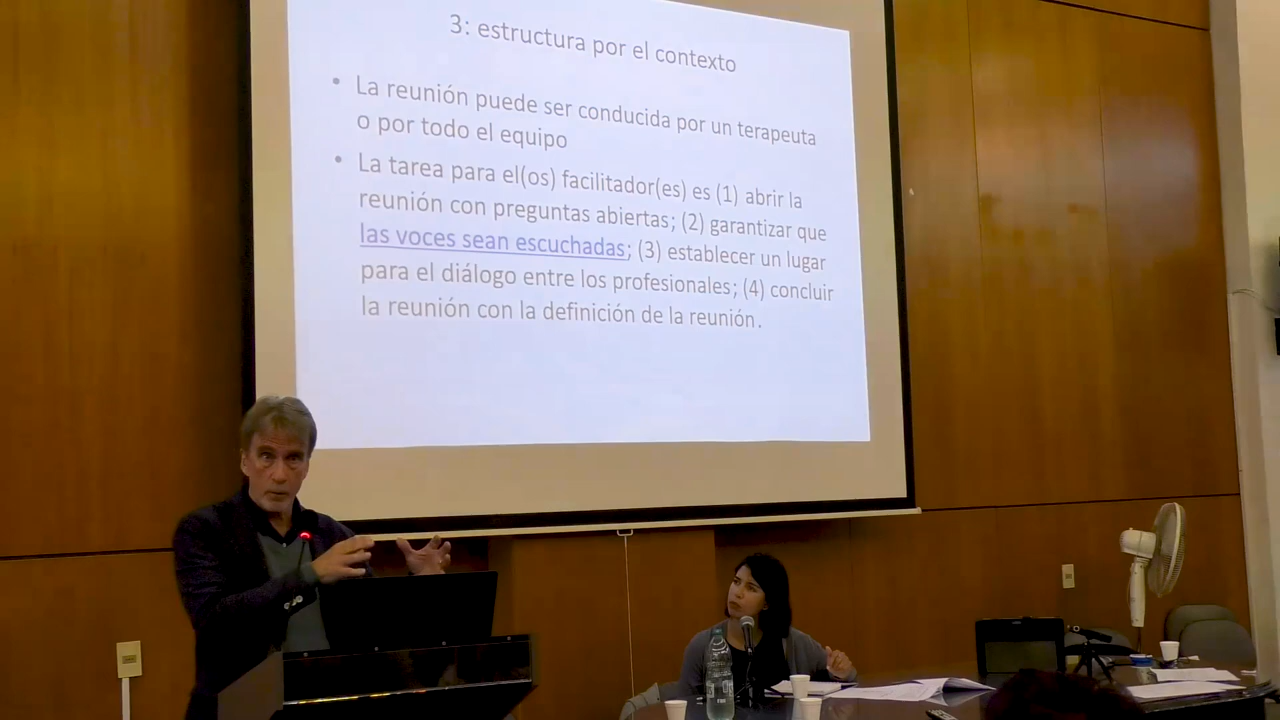 3: estructura por el contexto
• La reunión puede ser conducida por un terapeuta
o por todo el equipo
• La tarea para el(os) facilitador(es) es (1) abrir la
reunión con preguntas abiertas; (2) garantizar que
las voces sean escuchadas; (3) establecer un lugar
para el diálogo entre los profesionales; (4) concluir
la reunión con la definición de la reunión.